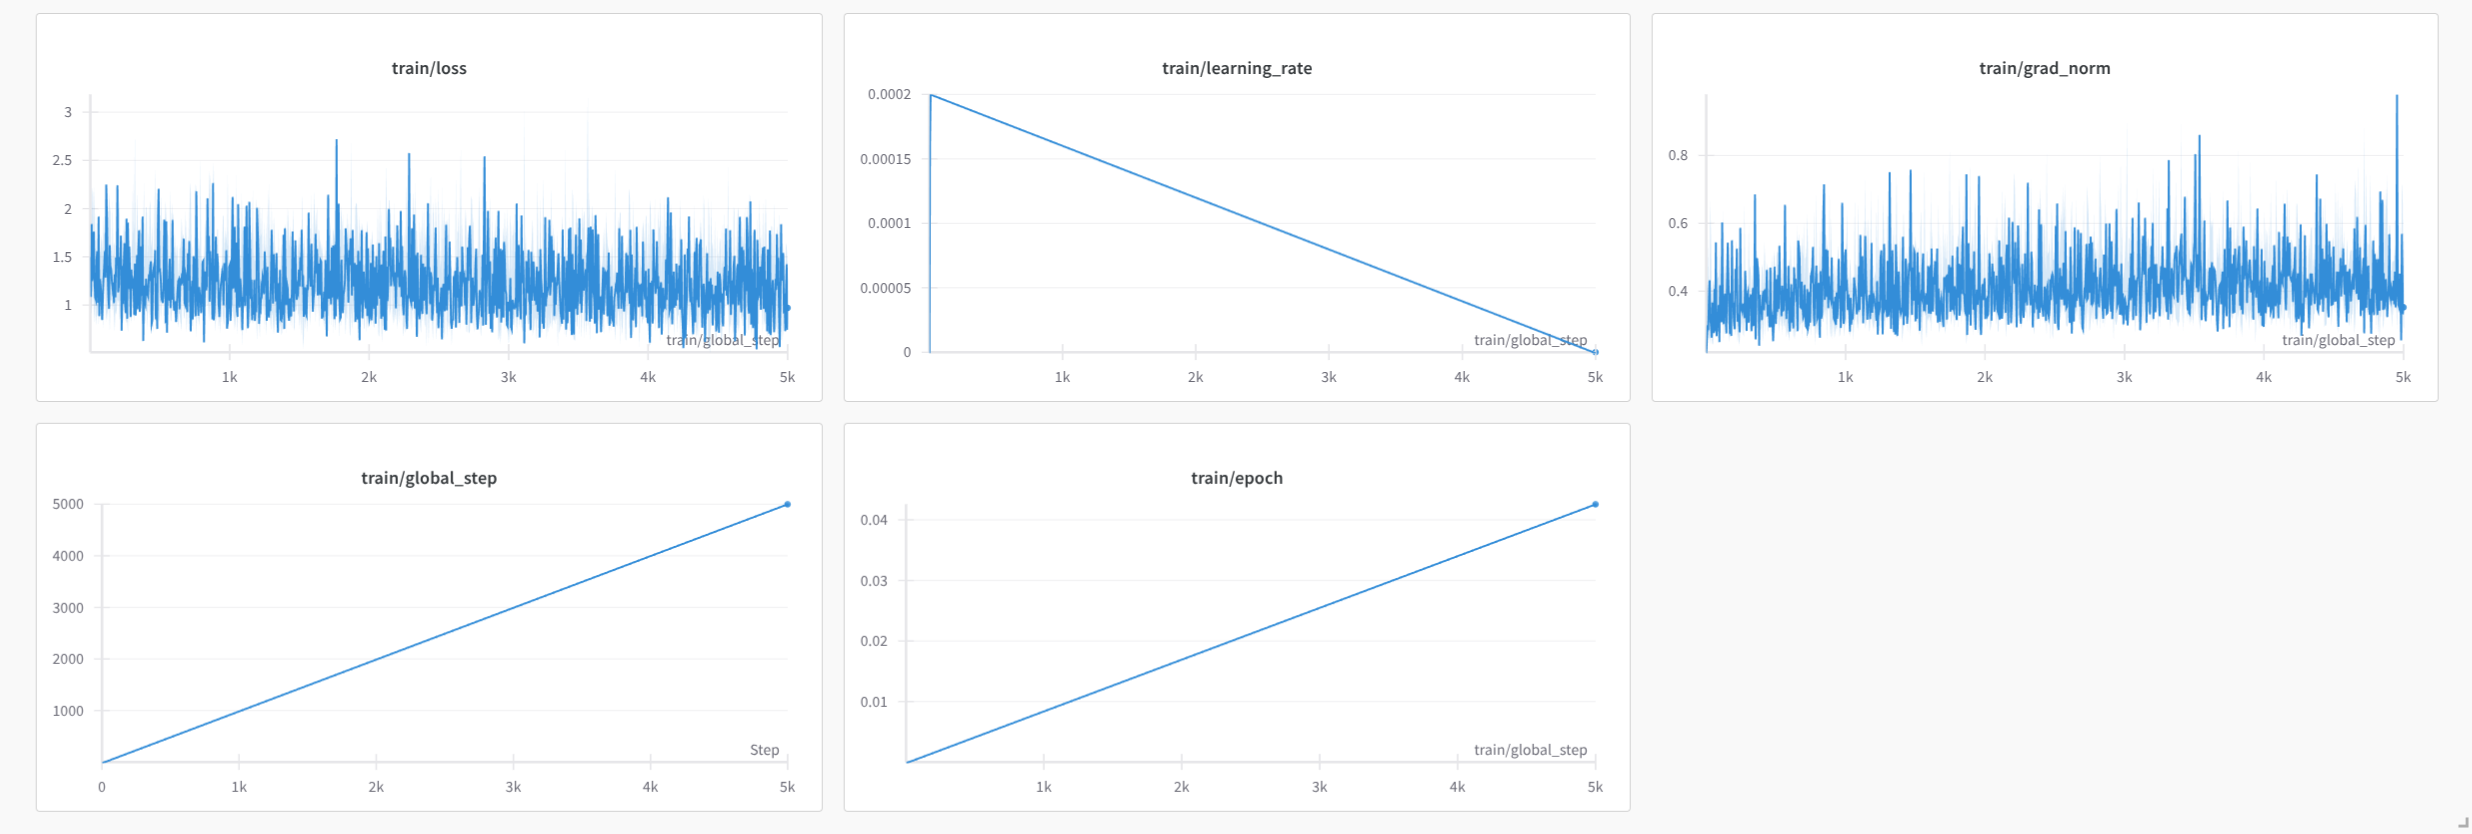 train/loss
3
2.5
2
1.5
1
train/global_step
1k 2k 3k 4k 5k
train/learning_rate
0.0002
0.00015
0.0001
0.00005
0
train/global_step
1k 2k 3k 4k 5k
train/grad_norm
0.8
0.6
0.4
train/global_step
1k 2k 3k 4k 5k
train/global_step
5000
4000
3000
2000
1000
Step
0 1k 2k 3k 4k 5k
train/epoch
0.04
0.03
0.02
0.01
train/global_step
1k 2k 3k 4k 5k